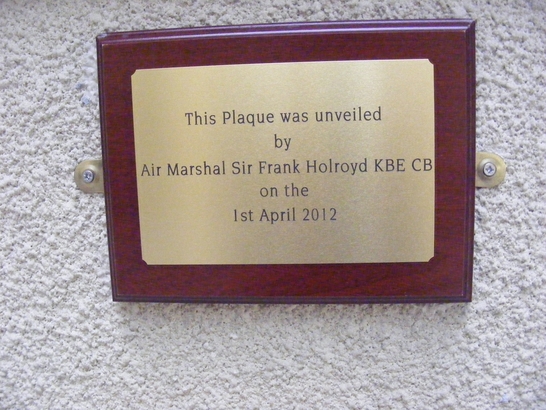 This Plaque was unveiled
by
Air Marshal Sir Frank Holroyd KBE CB
on the
1st April 2012